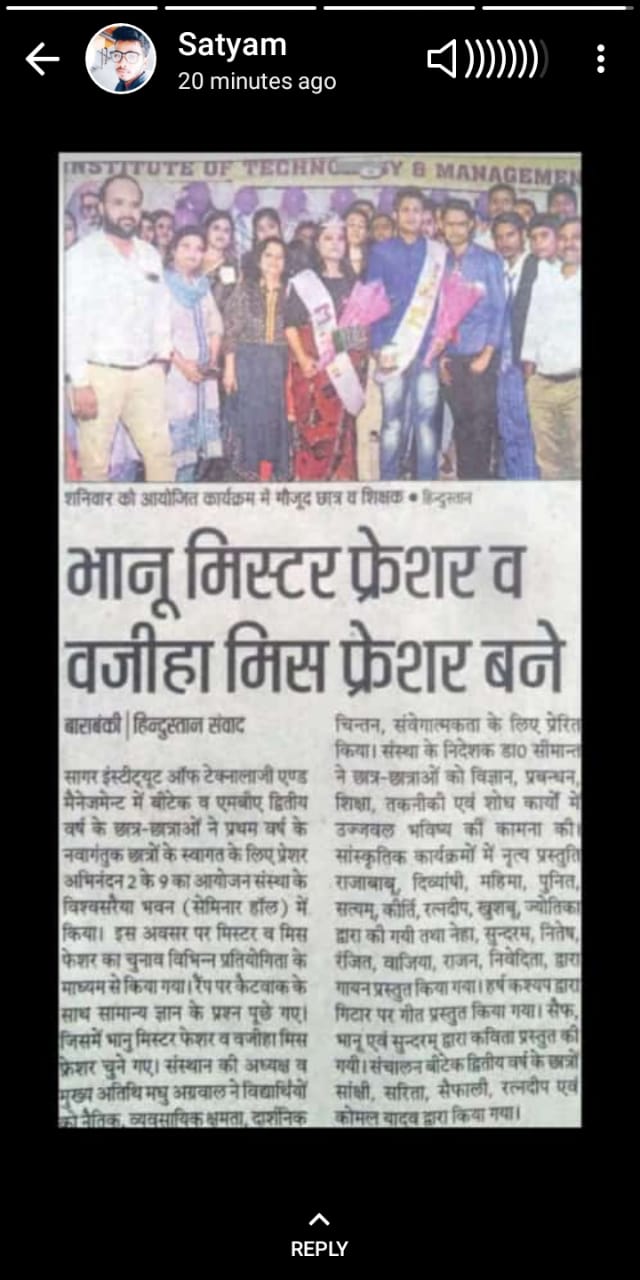 Satyam
20 minutes ago
INSTITUTE OF TECHNOLOGY & MANAGEMEN
शनिवार को आयोजित कार्यक्रम में मौजूद छात्र व शिक्षक ● हिन्दुस्तान
भानू मिस्टर फ्रेशर व
वजीहा मिस फ्रेशर बने
बाराबंकी | हिन्दुस्तान संवाद
सागर इंस्टीट्यूट ऑफ टेक्नालाजी एण्ड
मैनेजमेन्ट में बीटेक व एमबीए द्वितीय
वर्ष के छात्र-छात्राओं ने प्रथम वर्ष के
नवागंतुक छात्रों के स्वागत के लिए प्रेशर
अभिनंदन 2 के 9 का आयोजन संस्था के
विश्वसरैया भवन (सेमिनार हॉल) में
किया। इस अवसर पर मिस्टर व मिस
फेशर का चुनाव विभिन्न प्रतियोगिता के
माध्यम से किया गया। रैंप पर कैटवाक के
साथ सामान्य ज्ञान के प्रश्न पूछे गए।
जिसमें भानु मिस्टर फेशर व वजीहा मिस
फ्रेशर चुने गए। संस्थान की अध्यक्ष व
मुख्य अतिथि मधु अग्रवाल ने विद्यार्थियों
को नैतिक, व्यवसायिक क्षमता, दार्शनिक
चिन्तन, संवेगात्मकता के लिए प्रेरित
किया। संस्था के निदेशक डा0 सीमान्त
ने छात्र-छात्राओं को विज्ञान, प्रबन्धन,
शिक्षा, तकनीकी एवं शोध कार्यों में
उज्जवल भविष्य की कामना की।
सांस्कृतिक कार्यक्रमों में नृत्य प्रस्तुति
राजाबाबू, दिव्यांषी, महिमा, पुनित,
सत्यम्, कीर्ति, रत्नदीप, खुशबू, ज्योतिका
द्वारा की गयी तथा नेहा, सुन्दरम, नितेष,
रंजित, वाजिया, राजन, निवेदिता, द्वारा
गायन प्रस्तुत किया गया। हर्ष कश्यप द्वारा
गिटार पर गीत प्रस्तुत किया गया। सैफ,
भानू एवं सुन्दरम् द्वारा कविता प्रस्तुत की
गयी। संचालन बीटेक द्वितीय वर्ष के छात्रों
सांक्षी, सरिता, सैफाली, रत्नदीप एवं
कोमल यादव द्वारा किया गया।
REPLY